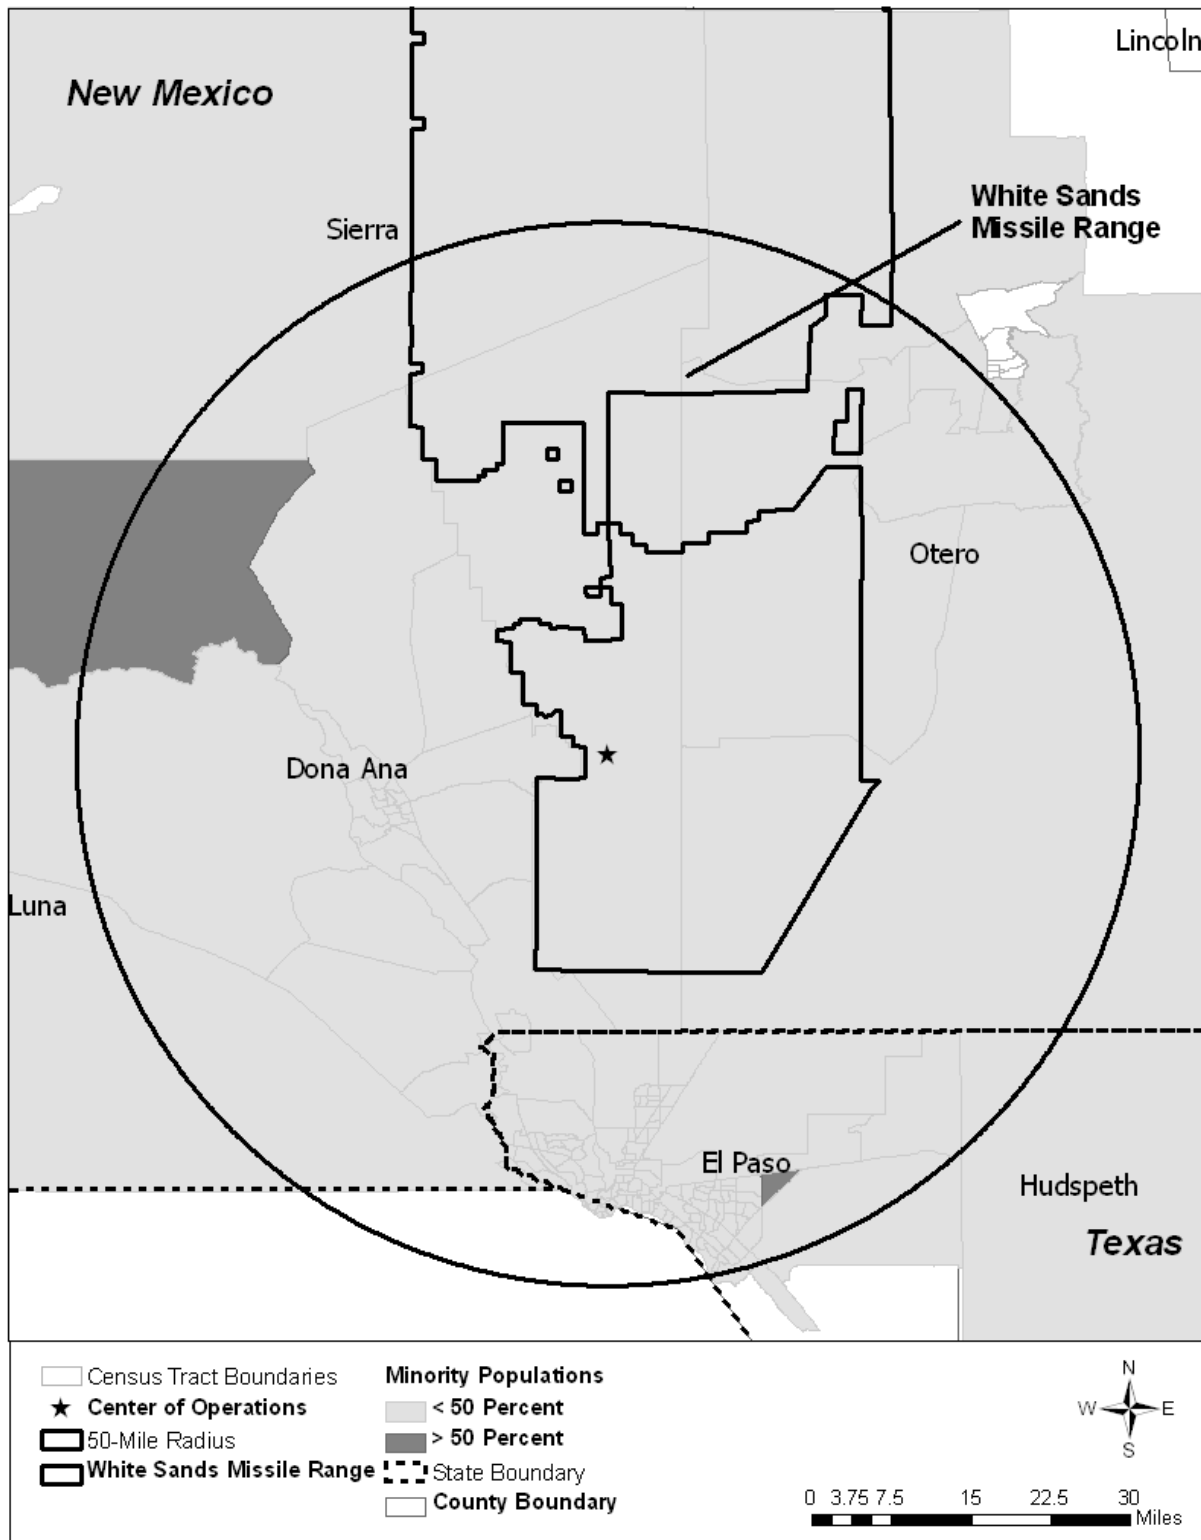 Lincoln
New Mexico
White Sands
Missile Range
Sierra
Otero
Dona Ana
Luna
El Paso
Hudspeth
Texas
Census Tract Boundaries
Center of Operations
50-Mile Radius
White Sands Missile Range
Minority Populations
< 50 Percent
> 50 Percent
State Boundary
County Boundary
N
W E
S
0 3.75 7.5 15 22.5 30
Miles